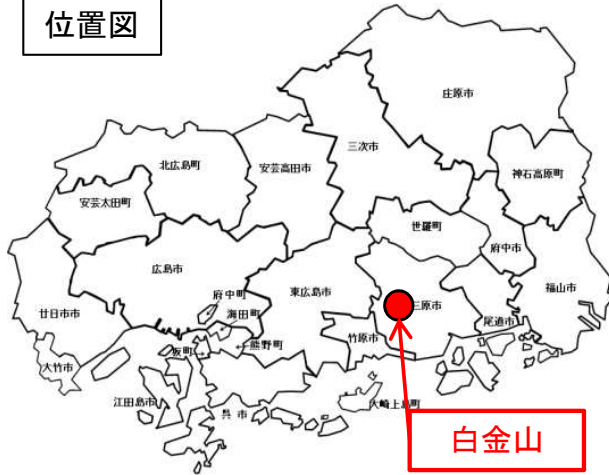 位置図
庄原市
三次市
北広島町
安芸高田市
神石高原町
安芸太田町
世羅町
府中市
広島市
東広島市
福山市
府中町
三原市
廿日市市
海田町
尾道市
竹原市
熊野町
坂町
大竹市
江田島市
大崎上島町
呉市
白金山